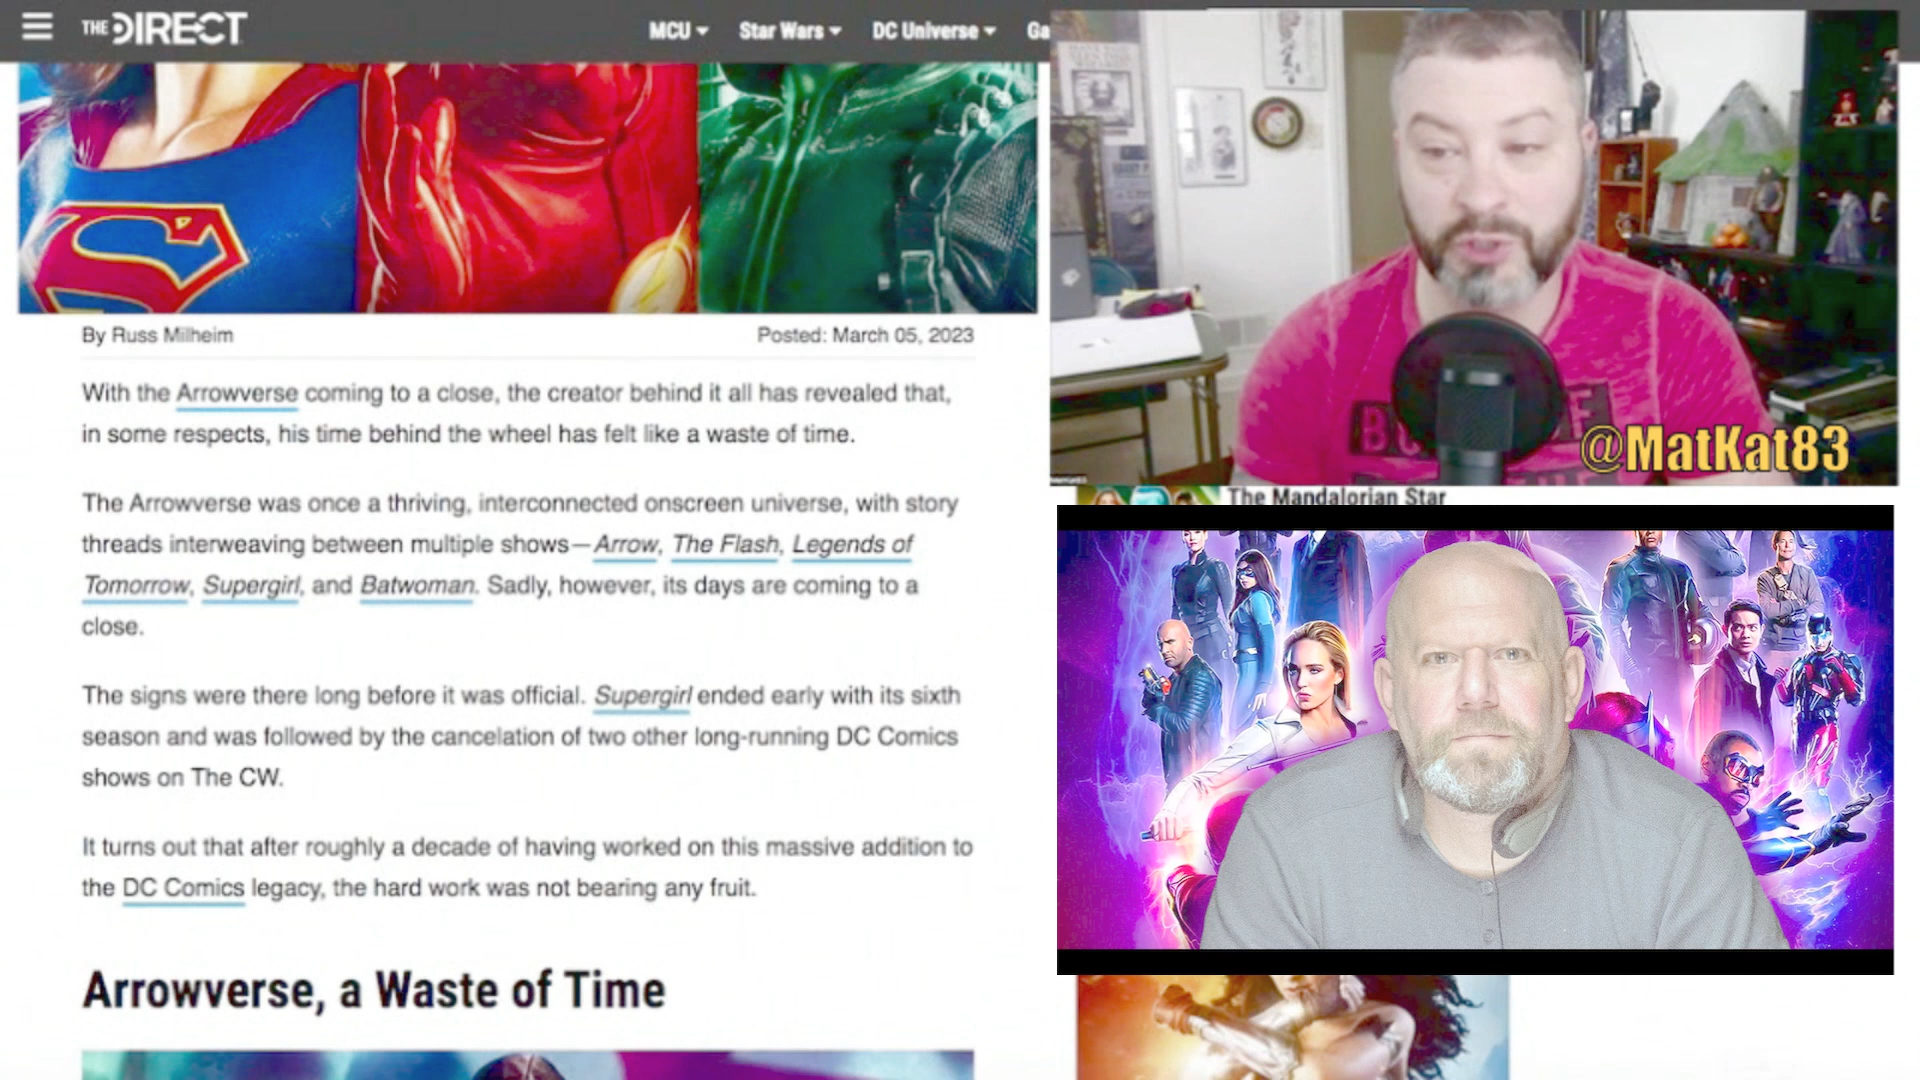 THE DIRECT
MCU
Star Wars
DC Universe
Ga
By Russ Milheim
Posted: March 05, 2023
With the Arrowverse coming to a close, the creator behind it all has revealed that,
in some respects, his time behind the wheel has felt like a waste of time.
The Arrowverse was once a thriving, interconnected onscreen universe, with story
threads interweaving between multiple shows—Arrow, The Flash, Legends of
Tomorrow, Supergirl, and Batwoman. Sadly, however, its days are coming to a
close.
The signs were there long before it was official. Supergirl ended early with its sixth
season and was followed by the cancelation of two other long-running DC Comics
shows on The CW.
It turns out that after roughly a decade of having worked on this massive addition to
the DC Comics legacy, the hard work was not bearing any fruit.
Arrowverse, a Waste of Time
@MatKat83
The Mandalorian Star